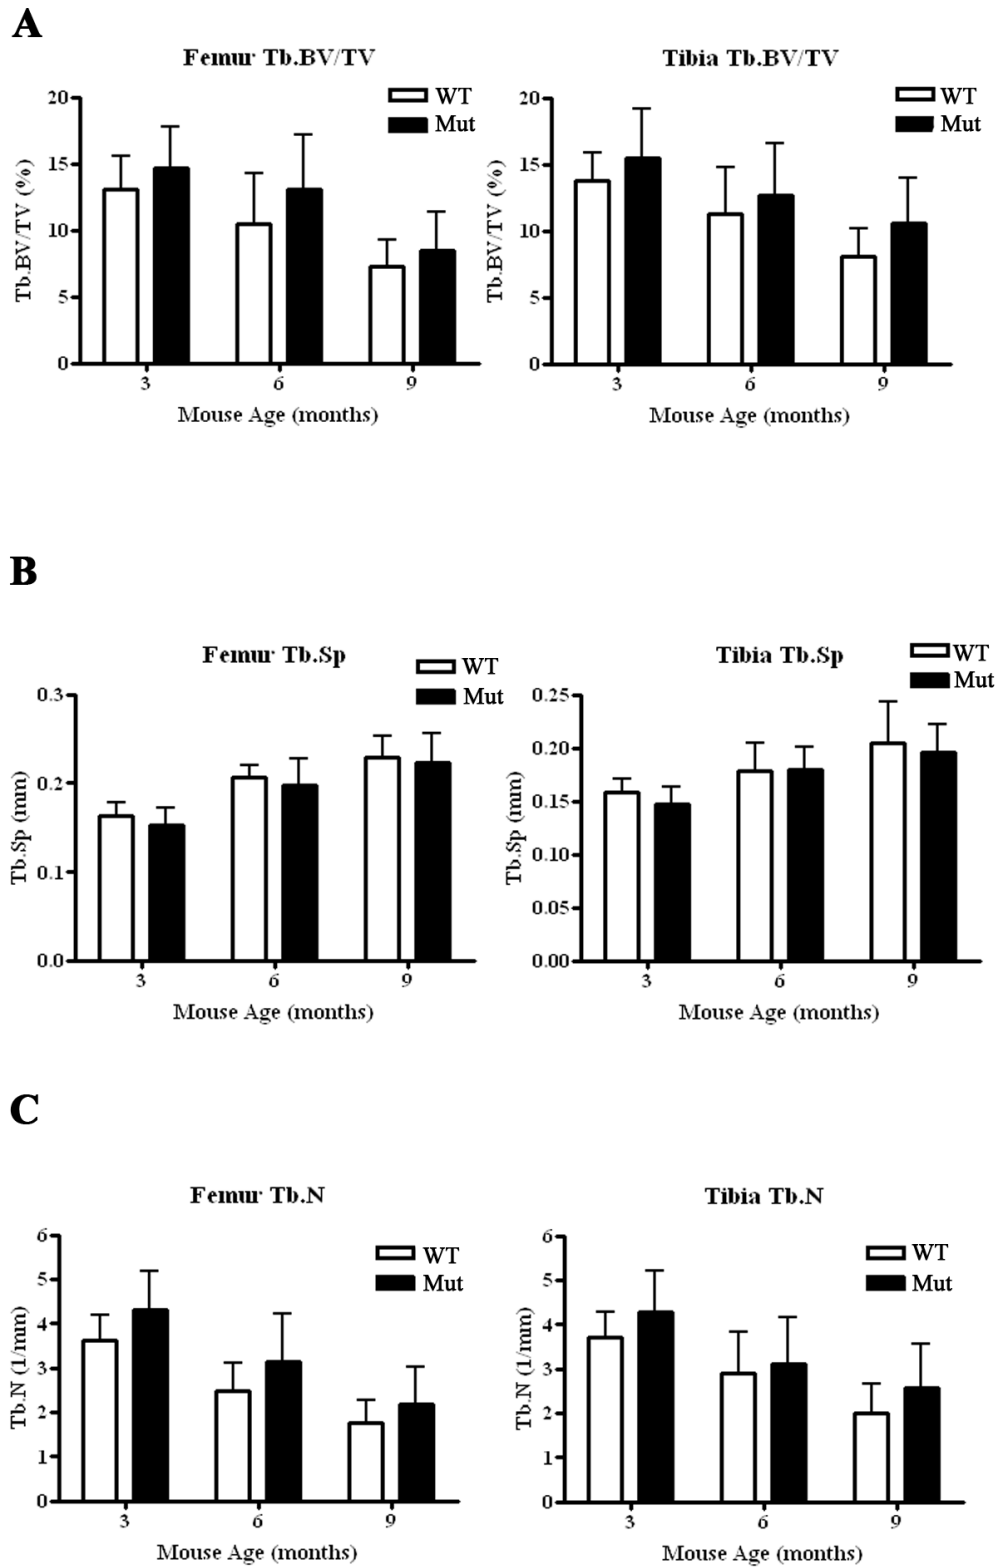 A
Femur Tb.BV/TV
WT
Mut
20
15
10
5
0
Tb.BV/TV (%)
3 6 9
Mouse Age (months)
Tibia Tb.BV/TV
WT
Mut
20
15
10
5
0
Tb.BV/TV (%)
3 6 9
Mouse Age (months)
B
Femur Tb.Sp
WT
Mut
0.3
0.2
0.1
0.0
Tb.Sp (mm)
3 6 9
Mouse Age (months)
Tibia Tb.Sp
WT
Mut
0.25
0.20
0.15
0.10
0.05
0.00
Tb.Sp (mm)
3 6 9
Mouse Age (months)
C
Femur Tb.N
WT
Mut
6
5
4
3
2
1
0
Tb.N (1/mm)
3 6 9
Mouse Age (months)
Tibia Tb.N
WT
Mut
6
5
4
3
2
1
0
Tb.N (1/mm)
3 6 9
Mouse Age (months)